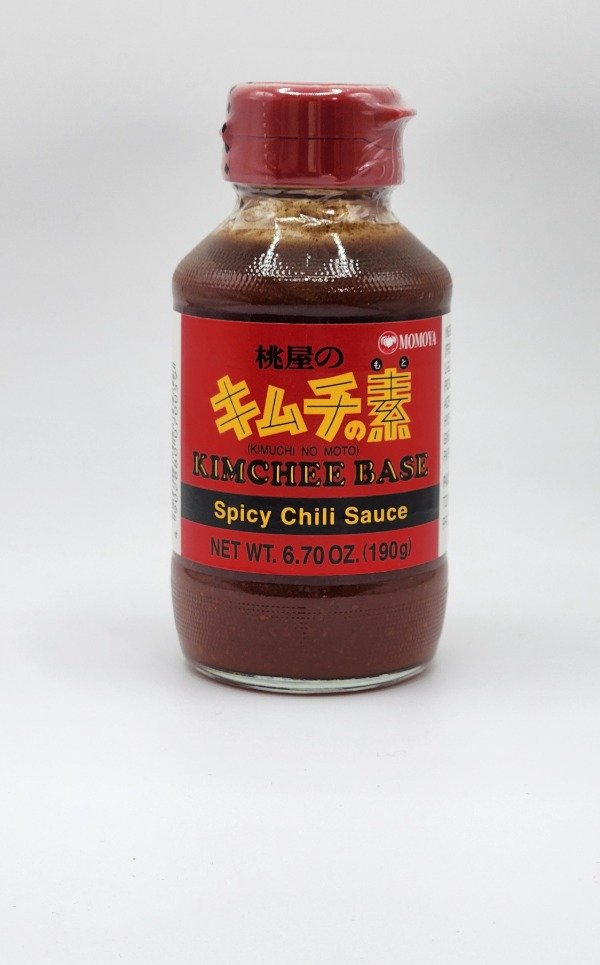 MOMOYA
桃屋の
もと
キムチの素
(KIMUCHI NO MOTO)
KIMCHEE BASE
Spicy Chili Sauce
NET WT. 6.70 OZ. (190g)